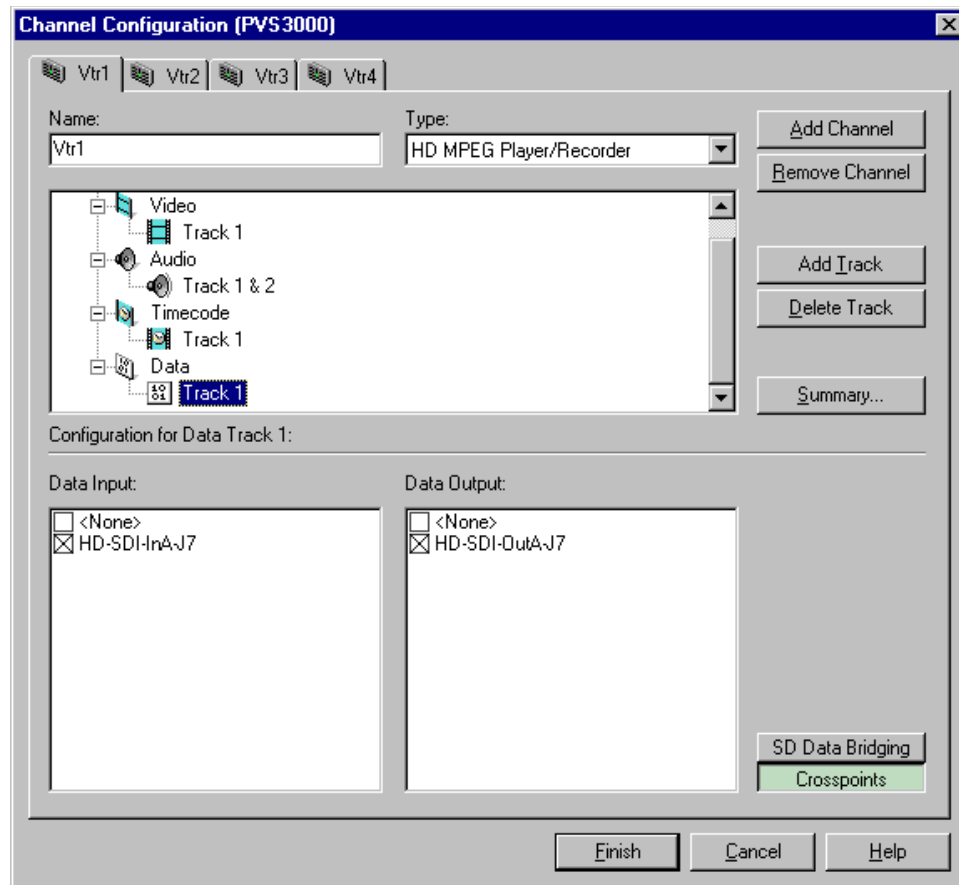 Channel Configuration (PVS3000)
Vtr1 Vtr2 Vtr3 Vtr4
Name:
Vtr1
Type:
HD MPEG Player/Recorder
Add Channel
Remove Channel
Video
Track 1
Audio
Track 1 & 2
Timecode
Track 1
Data
Track 1
Add Track
Delete Track
Summary...
Configuration for Data Track 1:
Data Input:
<None>
HD-SDI-InA-J7
Data Output:
<None>
HD-SDI-OutA-J7
SD Data Bridging
Crosspoints
Finish
Cancel
Help